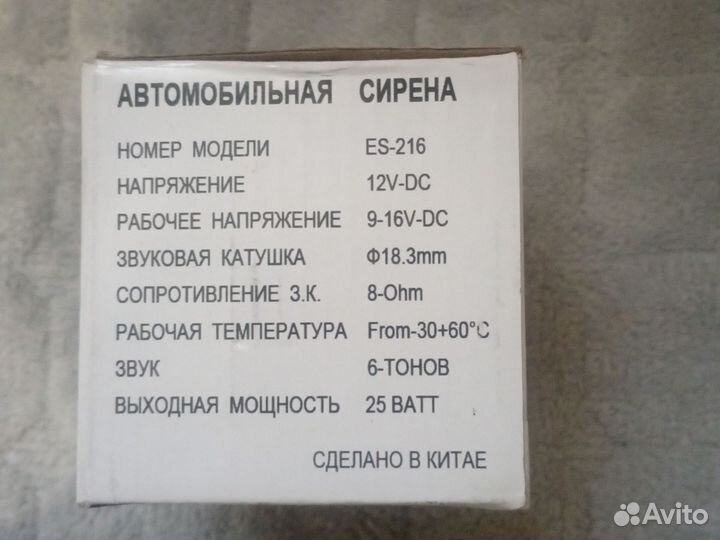 АВТОМОБИЛЬНАЯ СИРЕНА
НОМЕР МОДЕЛИ ES-216
НАПРЯЖЕНИЕ 12V-DC
РАБОЧЕЕ НАПРЯЖЕНИЕ 9-16V-DC
ЗВУКОВАЯ КАТУШКА Ф18.3mm
СОПРОТИВЛЕНИЕ З.К. 8-Ohm
РАБОЧАЯ ТЕМПЕРАТУРА From-30+60°C
ЗВУК 6-ТОНОВ
ВЫХОДНАЯ МОЩНОСТЬ 25 ВАТТ
СДЕЛАНО В КИТАЕ
Avito